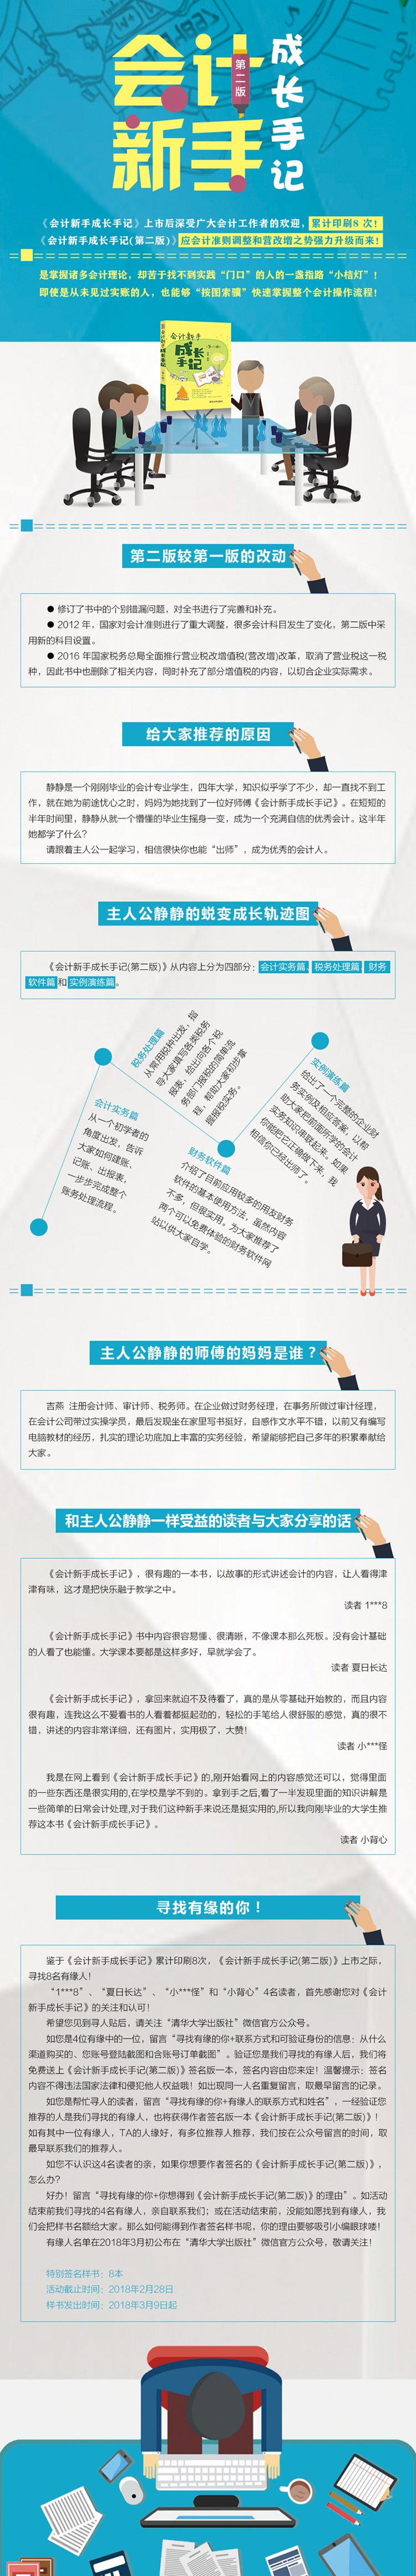 会计
新手
第二版
成长手记
《会计新手成长手记》上市后深受广大会计工作者的欢迎，累计印刷8 次！
《会计新手成长手记(第二版)》应会计准则调整和营改增之势强力升级而来！
是掌握诸多会计理论，却苦于找不到实践“门口”的人的一盏指路“小桔灯”！
即使是从未见过实账的人，也能够“按图索骥”快速掌握整个会计操作流程！
会计新手
成长
手记
第二版较第一版的改动
● 修订了书中的个别错漏问题，对全书进行了完善和补充。
● 2012 年，国家对会计准则进行了重大调整，很多会计科目发生了变化，第二版中采
用新的科目设置。
● 2016 年国家税务总局全面推行营业税改增值税(营改增)改革，取消了营业税这一税
种，因此书中也删除了相关内容，同时补充了部分增值税的内容，以切合企业实际需求。
给大家推荐的原因
静静是一个刚刚毕业的会计专业学生，四年大学，知识似乎学了不少，却一直找不到工
作，就在她为前途忧心之时，妈妈为她找到了一位好师傅《会计新手成长手记》。在短短的
半年时间里，静静从就一个懵懂的毕业生摇身一变，成为一个充满自信的优秀会计。这半年
她都学了什么？
请跟着主人公一起学习，相信很快你也能“出师”，成为优秀的会计人。
主人公静静的蜕变成长轨迹图
《会计新手成长手记(第二版)》从内容上分为四部分：会计实务篇、税务处理篇、财务
软件篇和实例演练篇。
会计实务篇
从一个初学者的
角度出发，告诉
大家如何建账、
记账、出报表，
一步步完成整个
账务处理流程。
税务处理篇
从常用税种出发，指
导大家填写各类税务
报表，绘出向各个税
务部门报税的简单流
程，帮助大家初步掌
握报税实务。
财务软件篇
介绍了目前应用较多的用友财务
软件的基本使用方法，虽然内容
不多，但很实用。为大家推荐了
两个可以免费体验的财务软件网
站以供大家自学。
实例演练篇
给出了一个完整的企业财
务实例及相应答案，以帮
助大家把前面所学的会计
实务知识串联起来，如果
你能把它正确做下来，我
相信你已经出师了。
主人公静静的师傅的妈妈是谁？
吉燕 注册会计师、审计师、税务师。在企业做过财务经理，在事务所做过审计经理，
在会计公司带过实操学员，最后发现坐在家里写书挺好，自感作文水平不错，以前又有编写
电脑教材的经历，扎实的理论功底加上丰富的实务经验，希望能够把自己多年的积累奉献给
大家。
和主人公静静一样受益的读者与大家分享的话
《会计新手成长手记》，很有趣的一本书，以故事的形式讲述会计的内容，让人看得津
津有味，这才是把快乐融于教学之中。
读者 1***8
《会计新手成长手记》书中内容很容易懂、很清晰，不像课本那么死板。没有会计基础
的人看了也能懂。大学课本要都是这样多好，早就学会了。
读者 夏日长达
《会计新手成长手记》，拿回来就迫不及待看了，真的是从零基础开始教的，而且内容
很有趣，连我这么不爱看书的人看着都挺起劲的，轻松的手笔给人很舒服的感觉，真的很不
错，讲述的内容非常详细，还有图片，实用极了，大赞！
读者 小***怪
我是在网上看到《会计新手成长手记》的,刚开始看网上的内容感觉还可以，觉得里面
的一些东西还是很实用的,在学校是学不到的。拿到手之后,看了一半发现里面的知识讲解是
一些简单的日常会计处理,对于我们这种新手来说还是挺实用的,所以我向刚毕业的大学生推
荐这本书《会计新手成长手记》。
读者 小背心
寻找有缘的你！
鉴于《会计新手成长手记》累计印刷8次，《会计新手成长手记(第二版)》上市之际，
寻找8名有缘人！
“1***8”、“夏日长达”、“小***怪”和“小背心”4名读者，首先感谢您对《会计
新手成长手记》的关注和认可！
希望您见到寻人贴后，请关注“清华大学出版社”微信官方公众号。
如您是4位有缘中的一位，留言“寻找有缘的你+联系方式和可验证身份的信息：从什么
渠道购买的、您账号登陆截图和含账号订单截图”。验证您是我们寻找的有缘人后，我们将
免费送上《会计新手成长手记(第二版)》签名版一本，签名内容由您来定！温馨提示：签名
内容不得违法国家法律和侵犯他人权益哦！如出现同一人名重复留言，取最早留言的记录。
如您是帮忙寻人的读者，留言“寻找有缘的你+有缘人的联系方式和姓名”，一经验证您
推荐的人是我们寻找的有缘人，也将获得作者签名版一本《会计新手成长手记(第二版)》！
如有其中一位有缘人，TA的人缘好，有多位推荐人推荐，我们按在公众号留言的时间，取
最早联系我们的推荐人。
如您不认识这4名读者的亲，如果你想要作者签名的《会计新手成长手记(第二版)》，
怎么办？
好办！留言“寻找有缘的你+你想得到《会计新手成长手记(第二版)》的理由”。如活动
结束前我们寻找的4名有缘人，亲自联系我们；或在活动结束前，没能如愿找到有缘人，我
们会把样书名额给大家。那么如何能得到作者签名样书呢，你的理由要够吸引小编眼球喽！
有缘人名单在2018年3月初公布在“清华大学出版社”微信官方公众号，敬请关注！
特别签名样书：8本
活动截止时间：2018年2月28日
样书发出时间：2018年3月9日起